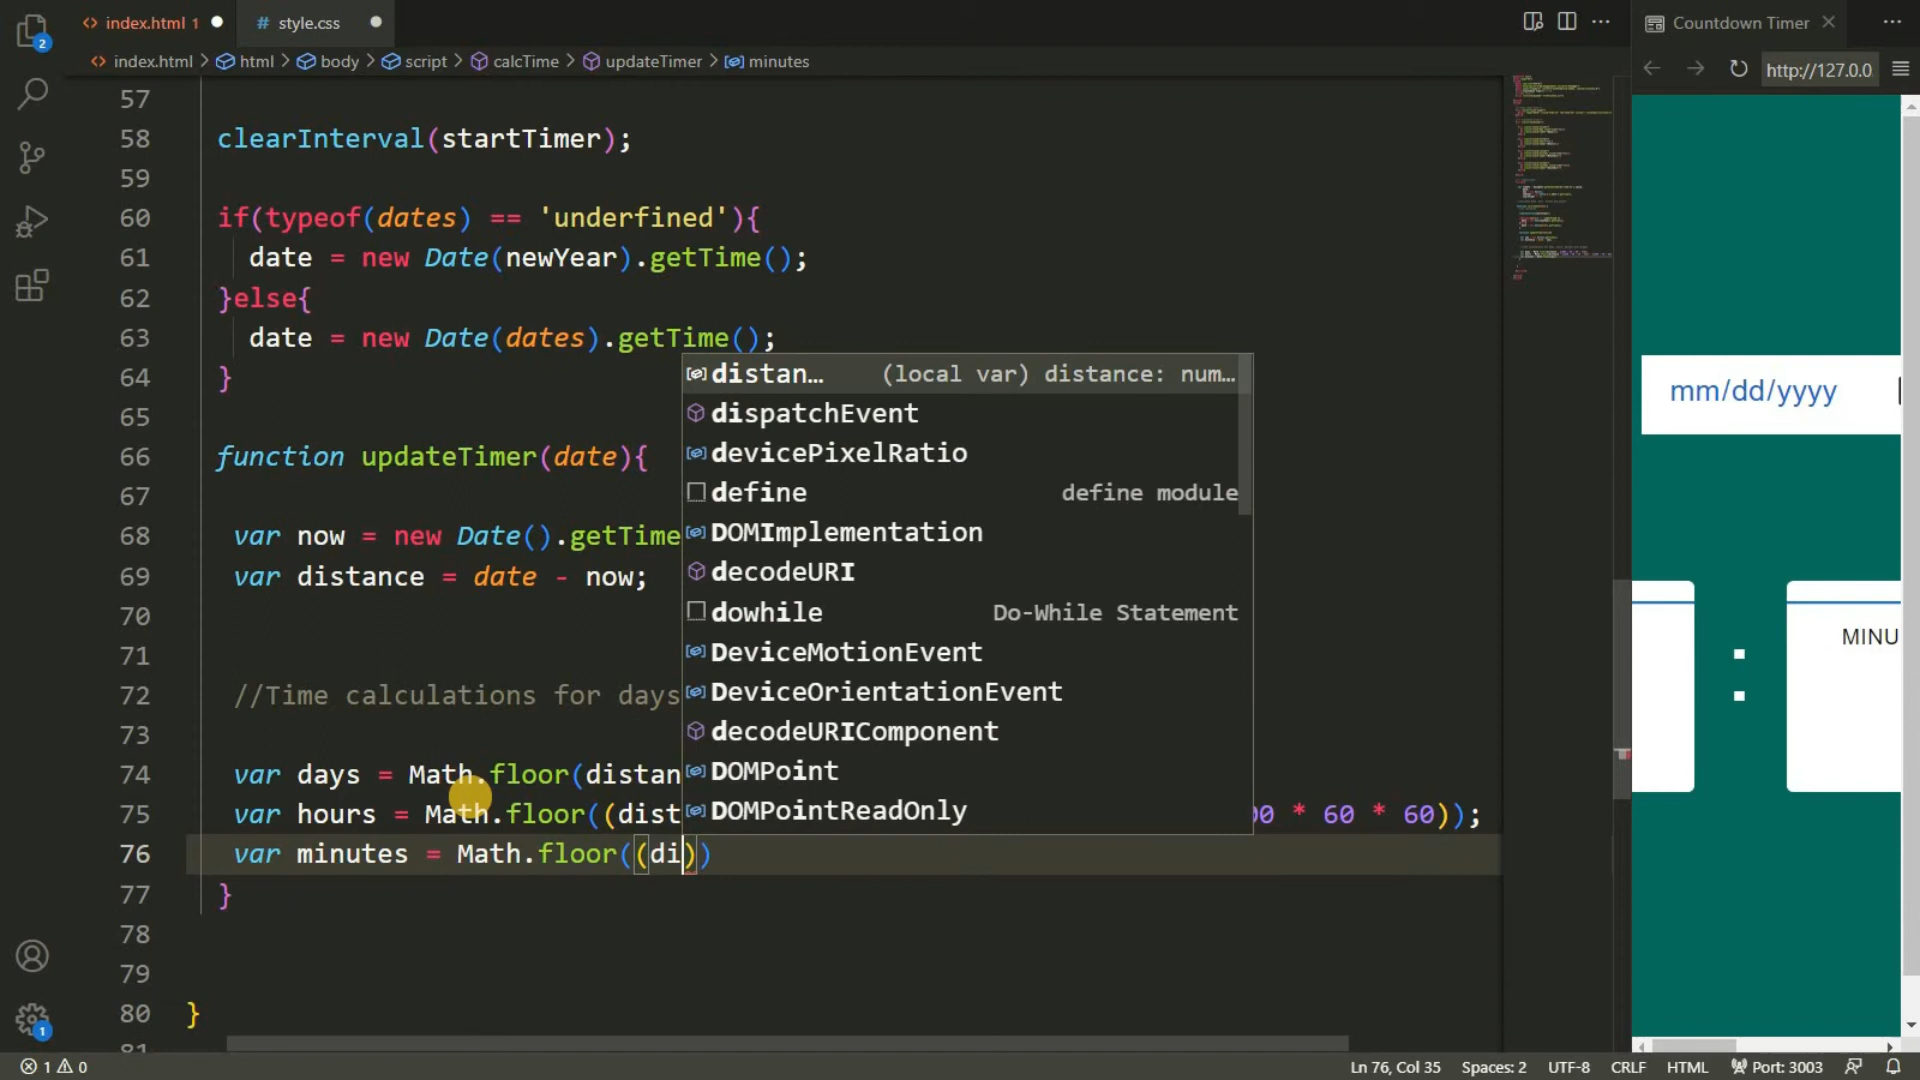 index.html 1
style.css
Countdown Timer
index.html > html > body > script > calcTime > updateTimer > minutes
http://127.0.0
57
58 clearInterval(startTimer);
59
60 if(typeof(dates) == 'underfined'){
61 date = new Date(newYear).getTime();
62 }else{
63 date = new Date(dates).getTime();
64 }
65
66 function updateTimer(date){
67
68 var now = new Date().getTime
69 var distance = date - now;
70
71
72 //Time calculations for days
73
74 var days = Math.floor(distan
75 var hours = Math.floor((dist 00 * 60 * 60));
76 var minutes = Math.floor((di))
77 }
78
79
80 }
81
distan… (local var) distance: num…
dispatchEvent
devicePixelRatio
define define module
DOMImplementation
decodeURI
dowhile Do-While Statement
DeviceMotionEvent
DeviceOrientationEvent
decodeURIComponent
DOMPoint
DOMPointReadOnly
mm/dd/yyyy
:
MINU
2
1
1 0
Ln 76, Col 35 Spaces: 2 UTF-8 CRLF HTML Port: 3003